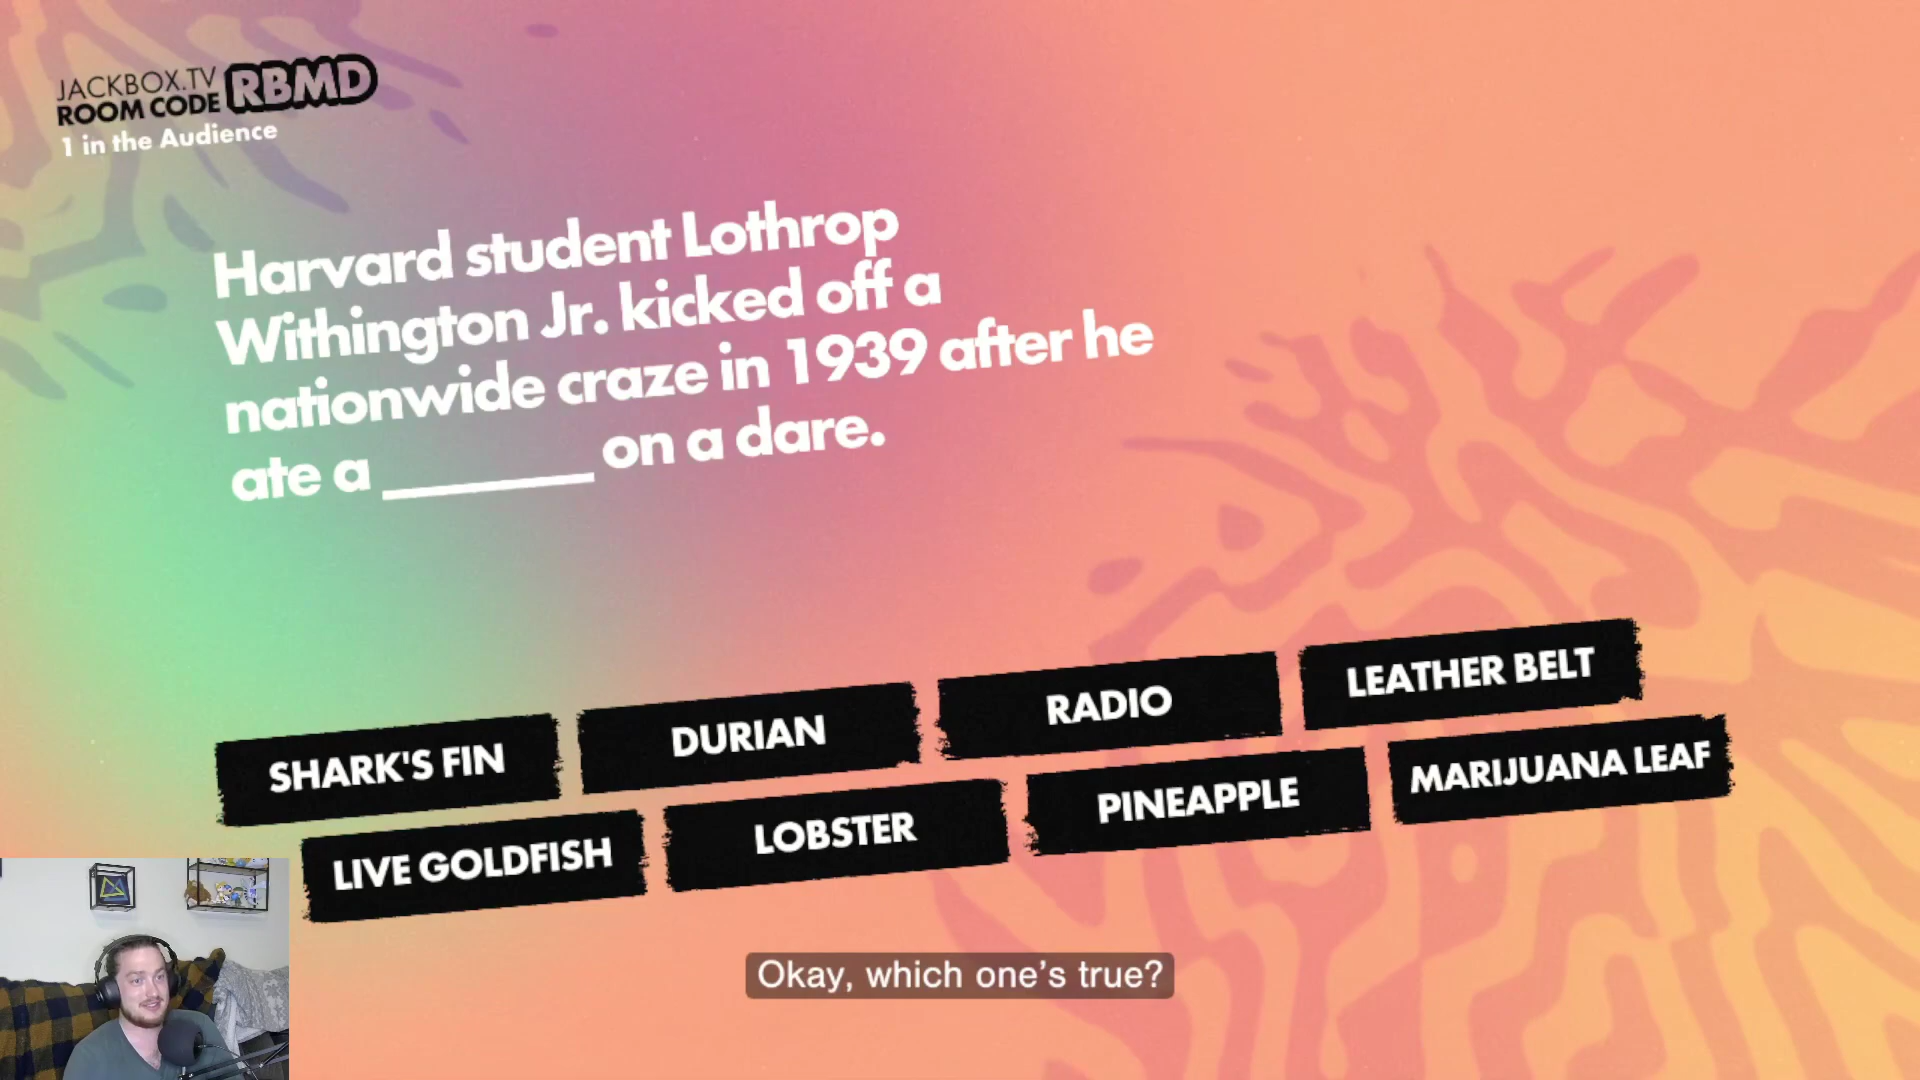 JACKBOX.TV
ROOM CODE RBMD
1 in the Audience
Harvard student Lothrop
Withington Jr. kicked off a
nationwide craze in 1939 after he
ate a ________ on a dare.
SHARK'S FIN
DURIAN
RADIO
LEATHER BELT
LIVE GOLDFISH
LOBSTER
PINEAPPLE
MARIJUANA LEAF
Okay, which one’s true?